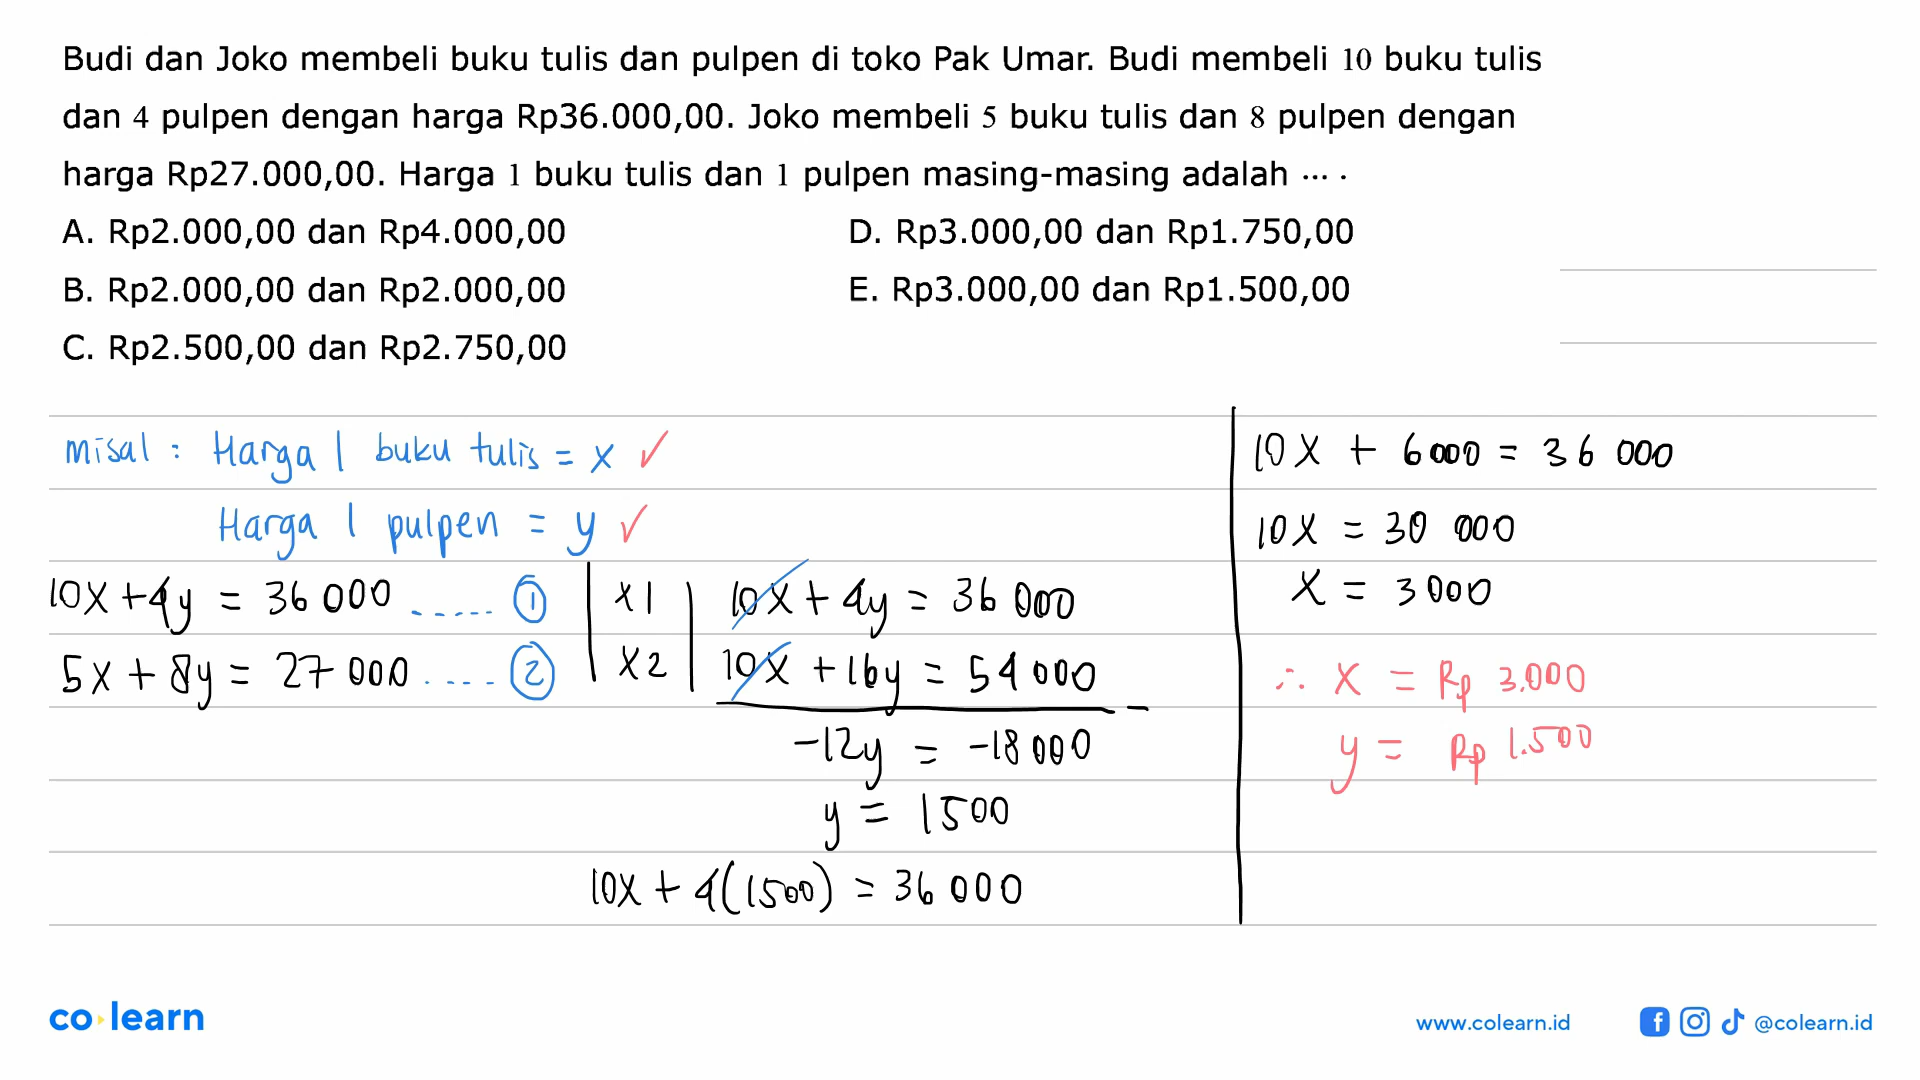 Budi dan Joko membeli buku tulis dan pulpen di toko Pak Umar. Budi membeli 10 buku tulis
dan 4 pulpen dengan harga Rp36.000,00. Joko membeli 5 buku tulis dan 8 pulpen dengan
harga Rp27.000,00. Harga 1 buku tulis dan 1 pulpen masing-masing adalah ... .
A. Rp2.000,00 dan Rp4.000,00
B. Rp2.000,00 dan Rp2.000,00
C. Rp2.500,00 dan Rp2.750,00
D. Rp3.000,00 dan Rp1.750,00
E. Rp3.000,00 dan Rp1.500,00
misal : Harga 1 buku tulis = x ✓
Harga 1 pulpen = y ✓
10x + 4y = 36 000 ..... ① | x1 | 10x + 4y = 36 000
5x + 8y = 27 000 ..... ② | x2 | 10x + 16y = 54 000 –
-12y = -18 000
y = 1500
10x + 4(1500) = 36 000
10x + 6000 = 36 000
10x = 30 000
x = 3000
∴ x = Rp 3.000
y = Rp 1.500
co learn
www.colearn.id
@colearn.id